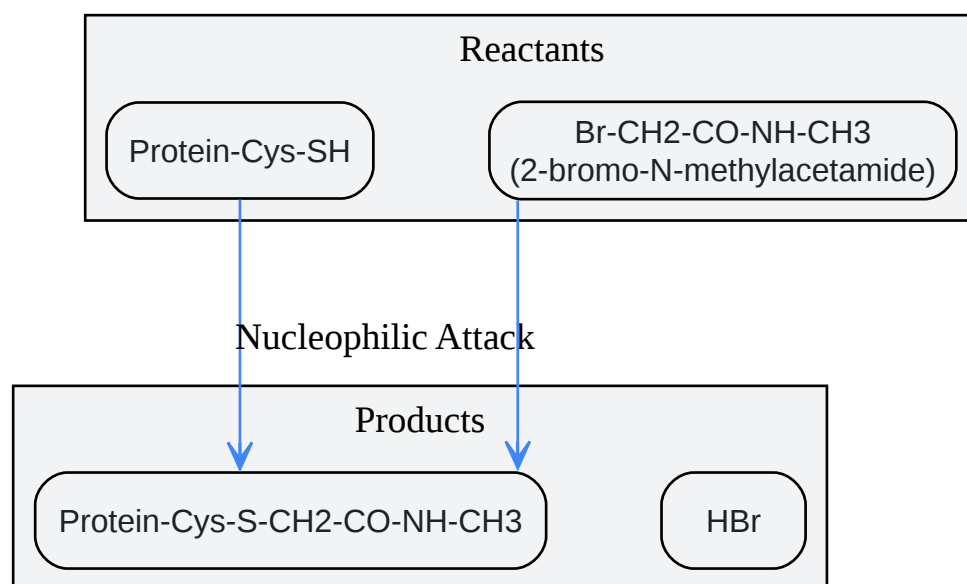 Reactants
Protein-Cys-SH
Br-CH2-CO-NH-CH3
(2-bromo-N-methylacetamide)
Nucleophilic Attack
Products
Protein-Cys-S-CH2-CO-NH-CH3
HBr